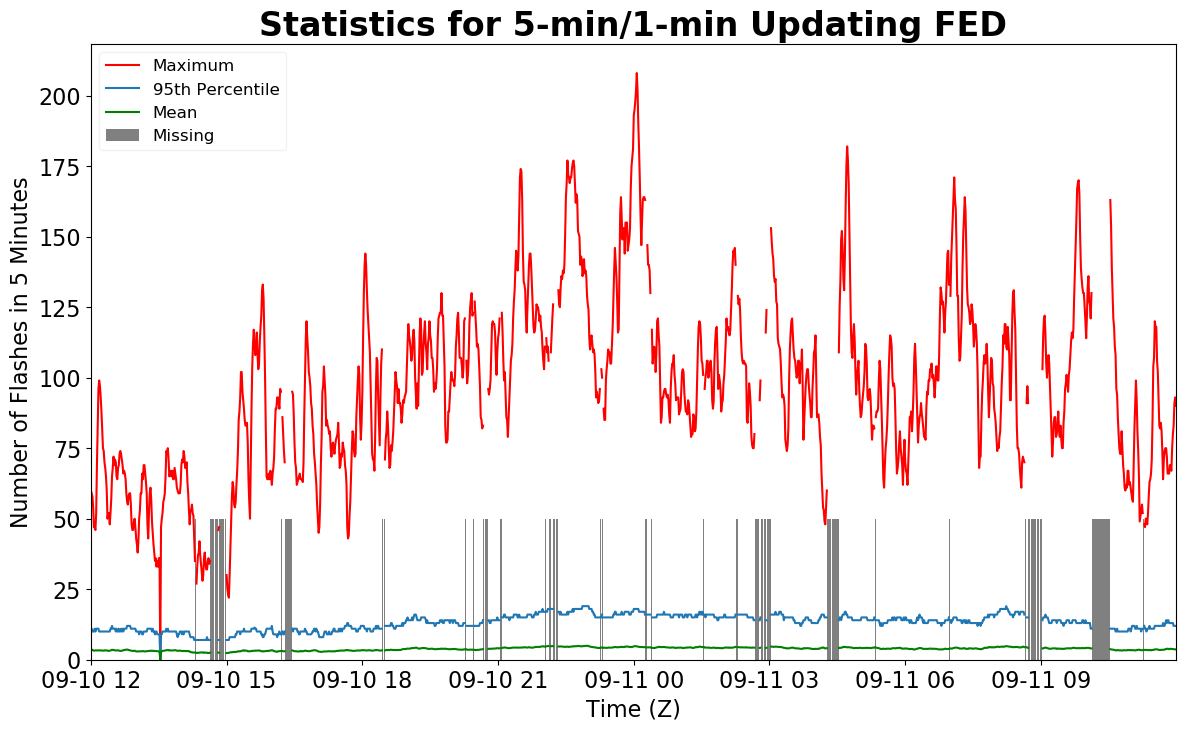 Statistics for 5-min/1-min Updating FED
Number of Flashes in 5 Minutes
200
175
150
125
100
75
50
25
0
Maximum
95th Percentile
Mean
Missing
09-10 12 09-10 15 09-10 18 09-10 21 09-11 00 09-11 03 09-11 06 09-11 09
Time (Z)